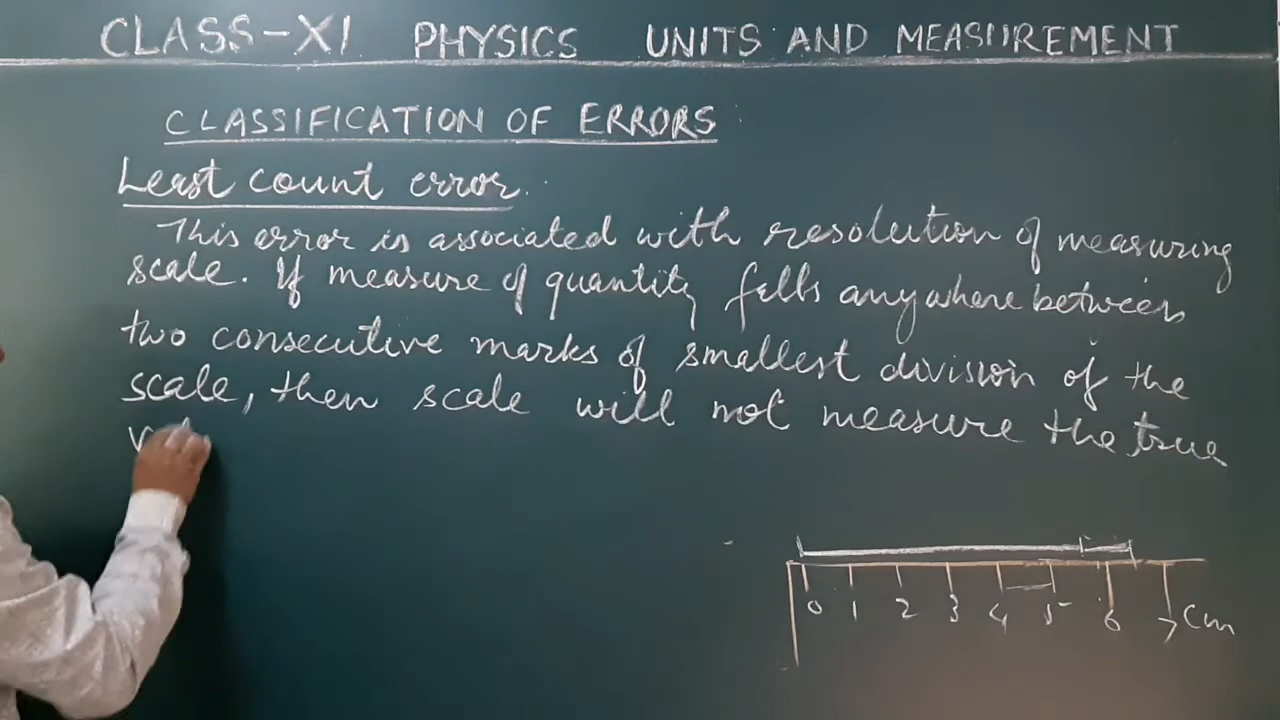 CLASS-XI PHYSICS UNITS AND MEASUREMENT
CLASSIFICATION OF ERRORS
Least count error
This error is associated with resolution of measuring
scale. If measure of quantity falls anywhere between
two consecutive marks of smallest division of the
scale, then scale will not measure the true
0 1 2 3 4 5 6 7 Cm